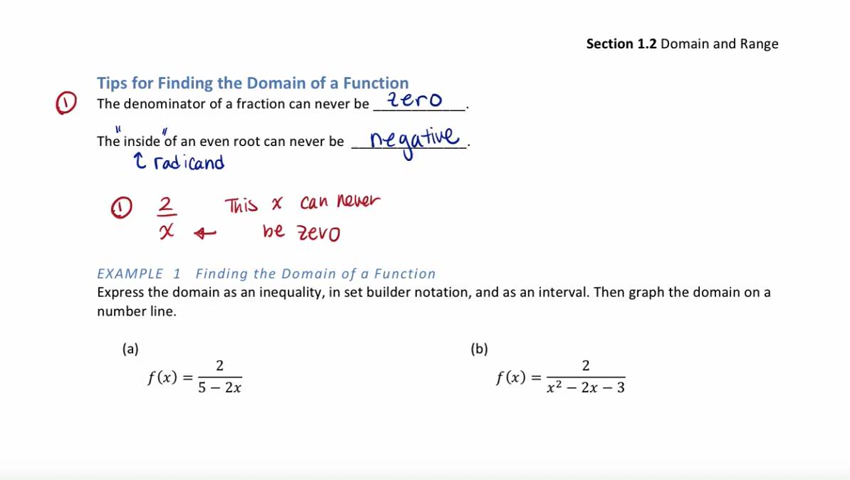 Section 1.2 Domain and Range
Tips for Finding the Domain of a Function
① The denominator of a fraction can never be zero.
The "inside" of an even root can never be negative.
↑ radicand
① 2/x ← This x can never
be zero
EXAMPLE 1 Finding the Domain of a Function
Express the domain as an inequality, in set builder notation, and as an interval. Then graph the domain on a
number line.
(a) (b)
f(x) = 2/(5 − 2x) f(x) = 2/(x² − 2x − 3)